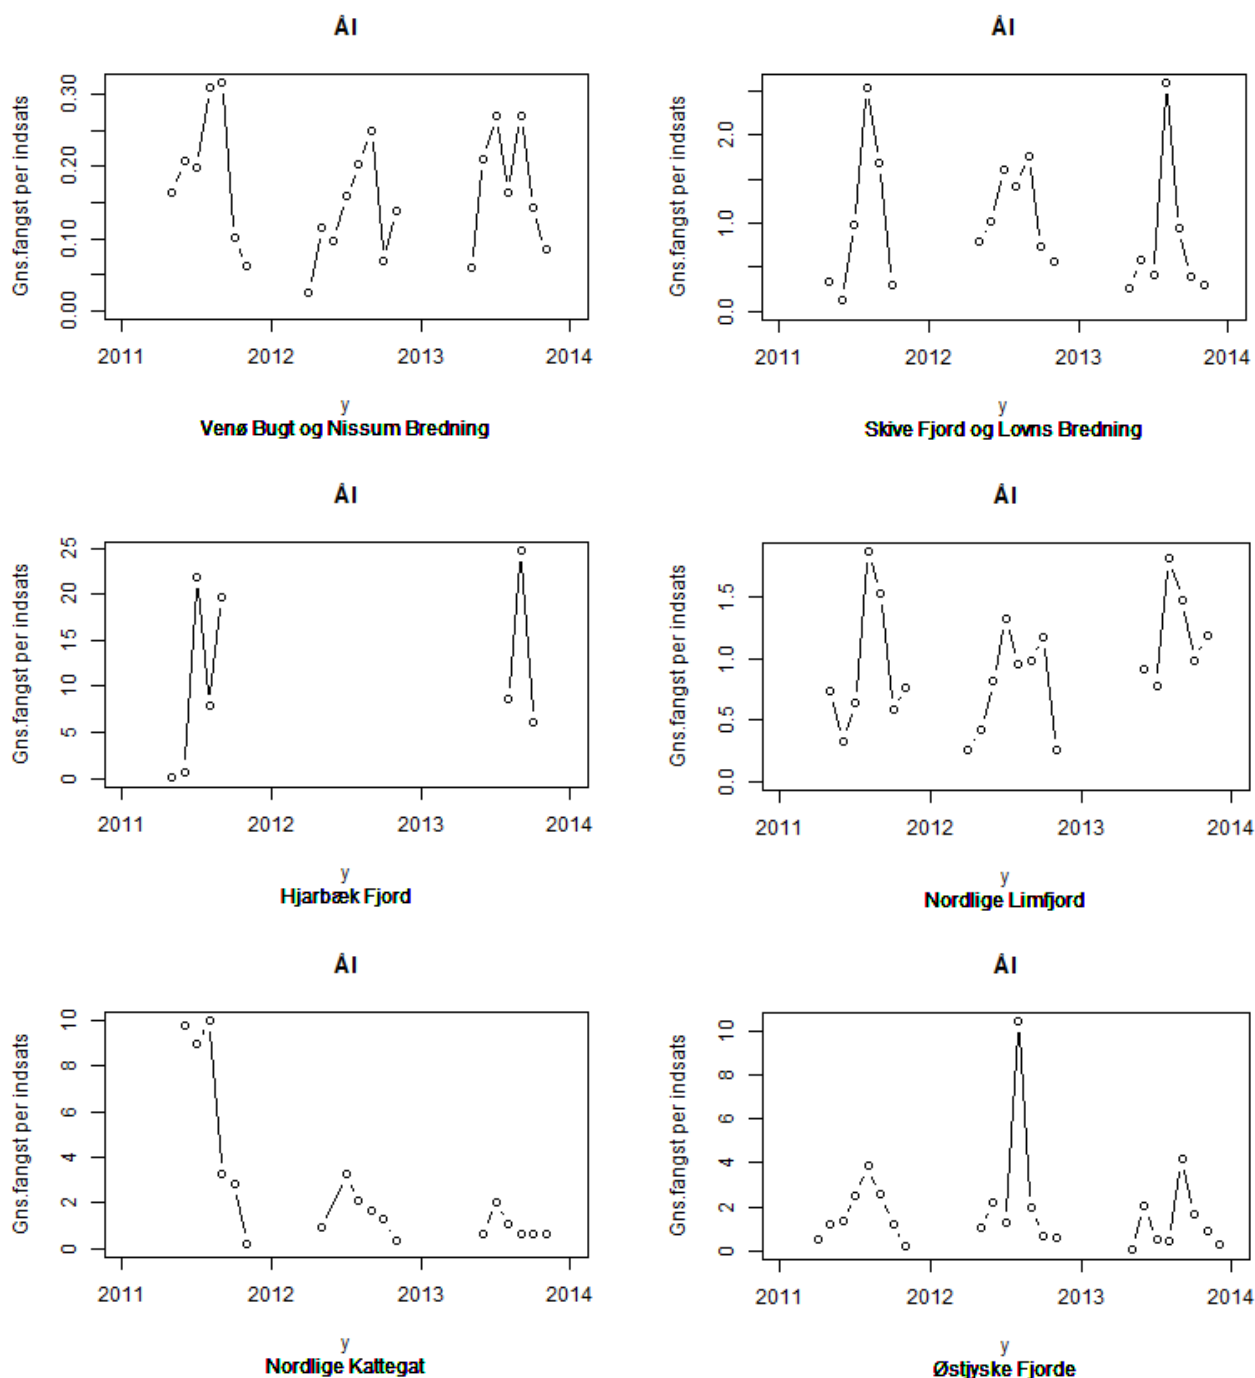 Ål
Gns.fangst per indsats
0.00 0.10 0.20 0.30
2011 2012 2013 2014
y
Venø Bugt og Nissum Bredning
Ål
Gns.fangst per indsats
0.0 1.0 2.0
2011 2012 2013 2014
y
Skive Fjord og Lovns Bredning
Ål
Gns.fangst per indsats
0 5 10 15 20 25
2011 2012 2013 2014
y
Hjarbæk Fjord
Ål
Gns.fangst per indsats
0.0 0.5 1.0 1.5
2011 2012 2013 2014
y
Nordlige Limfjord
Ål
Gns.fangst per indsats
0 2 4 6 8 10
2011 2012 2013 2014
y
Nordlige Kattegat
Ål
Gns.fangst per indsats
0 2 4 6 8 10
2011 2012 2013 2014
y
Østjyske Fjorde